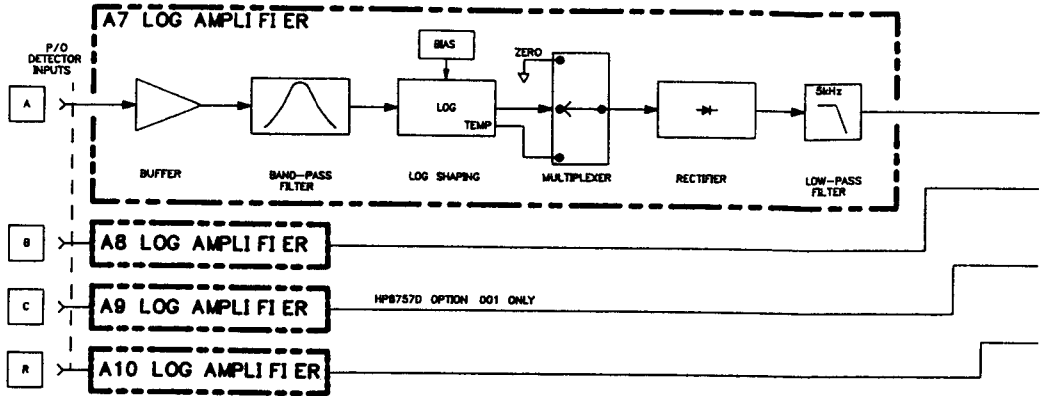 A7 LOG AMPLIFIER
P/O
DETECTOR
INPUTS
BIAS
ZERO
A
LOG
TEMP
5kHz
BUFFER
BAND-PASS
FILTER
LOG SHAPING
MULTIPLEXER
RECTIFIER
LOW-PASS
FILTER
B
A8 LOG AMPLIFIER
C
A9 LOG AMPLIFIER
HP8757D OPTION 001 ONLY
R
A10 LOG AMPLIFIER